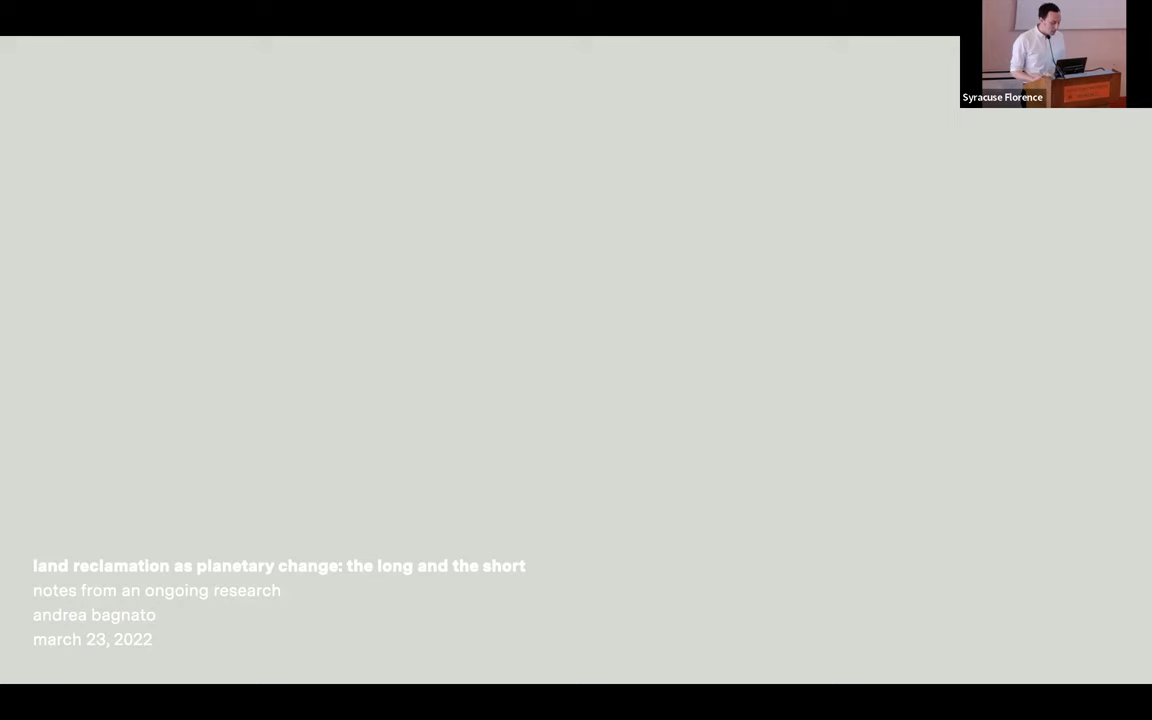 Syracuse Florence
land reclamation as planetary change: the long and the short
notes from an ongoing research
andrea bagnato
march 23, 2022